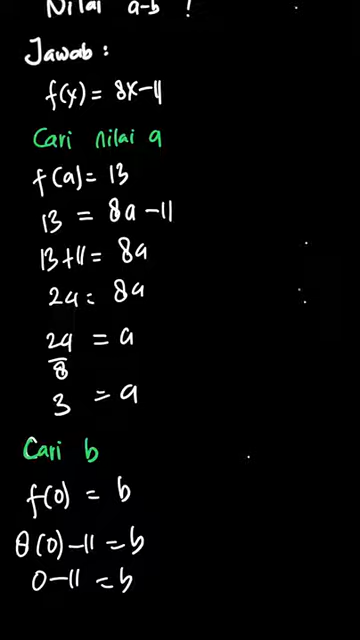 Nilai a-b ?
Jawab :
f(x) = 8x-11
Cari nilai a
f(a) = 13
13 = 8a - 11
13+11 = 8a
24 = 8a
24/8 = a
3 = a
Cari b
f(0) = b
8(0) - 11 = b
0 - 11 = b